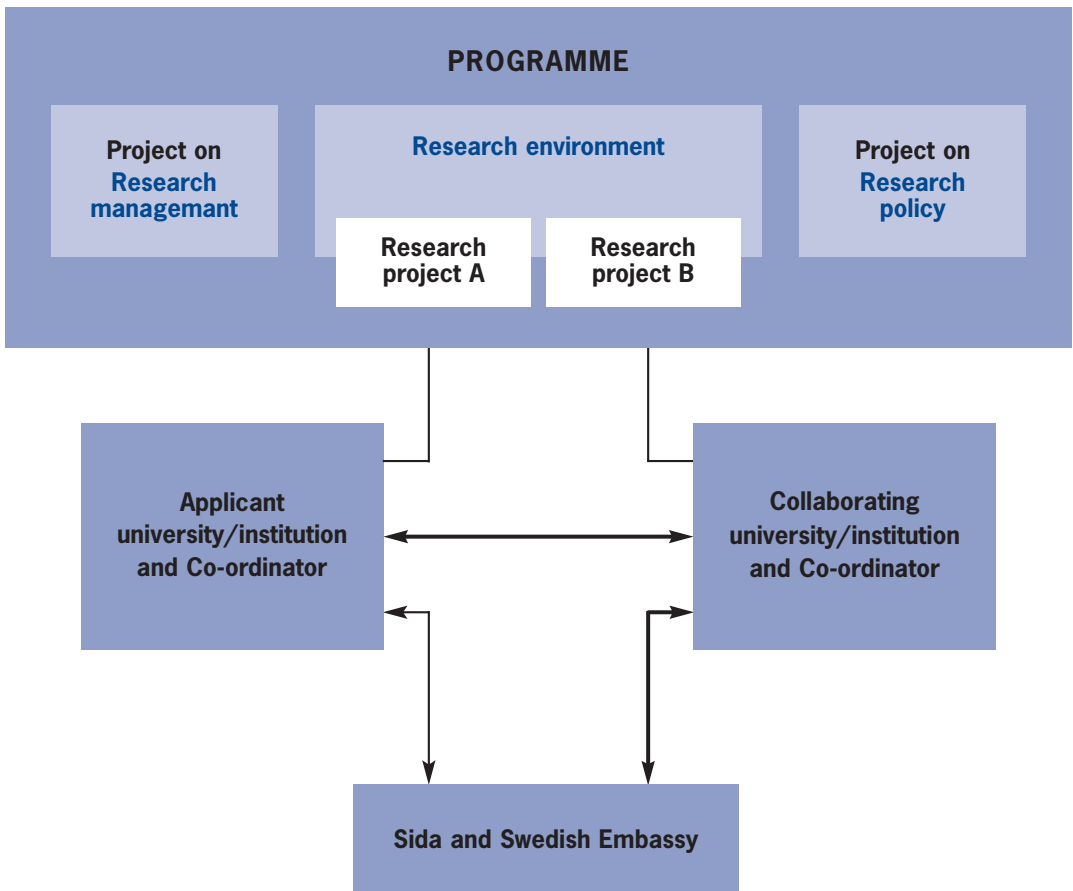 PROGRAMME
Project on
Research
managemant
Research environment
Project on
Research
policy
Research
project A
Research
project B
Applicant
university/institution
and Co-ordinator
Collaborating
university/institution
and Co-ordinator
Sida and Swedish Embassy